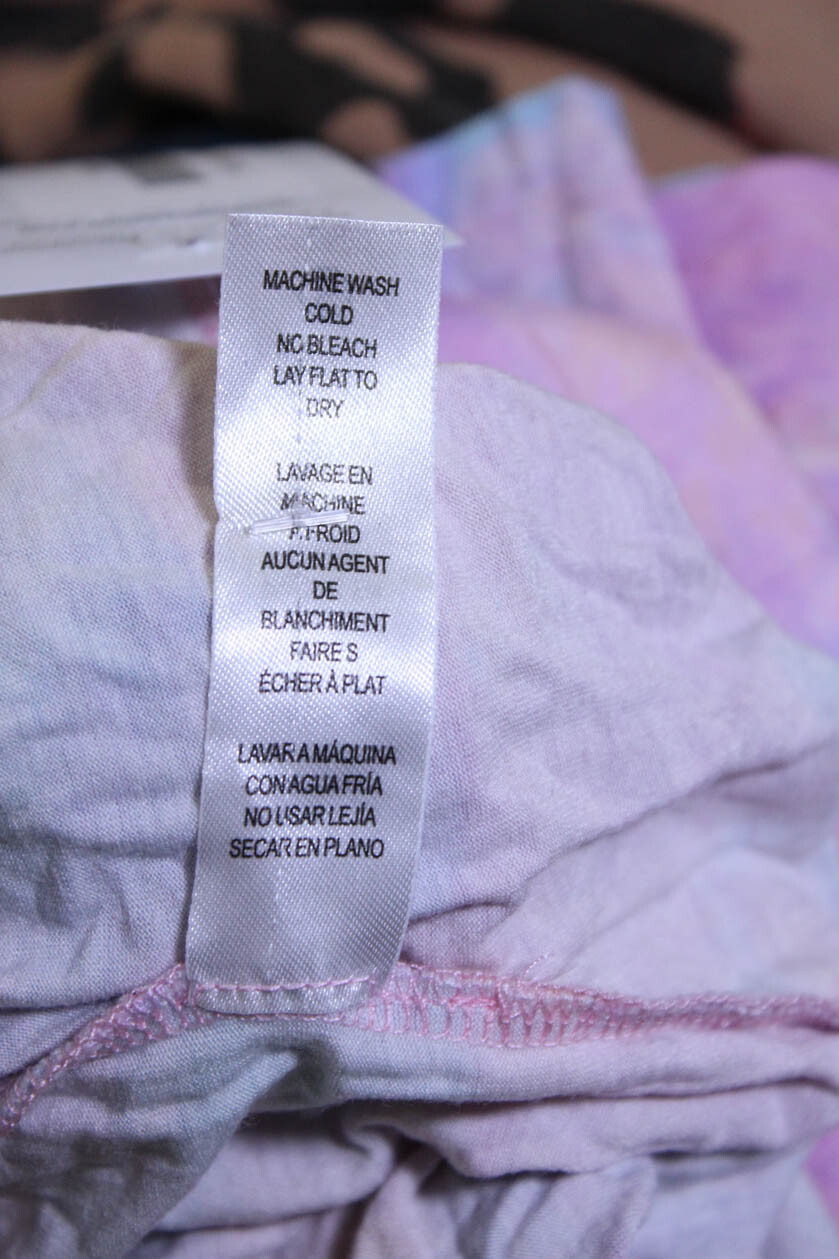 MACHINE WASH
COLD
NO BLEACH
LAY FLAT TO
DRY
LAVAGE EN
MACHINE
À FROID
AUCUN AGENT
DE
BLANCHIMENT
FAIRE S
ÉCHER À PLAT
LAVAR A MÁQUINA
CON AGUA FRÍA
NO USAR LEJÍA
SECAR EN PLANO